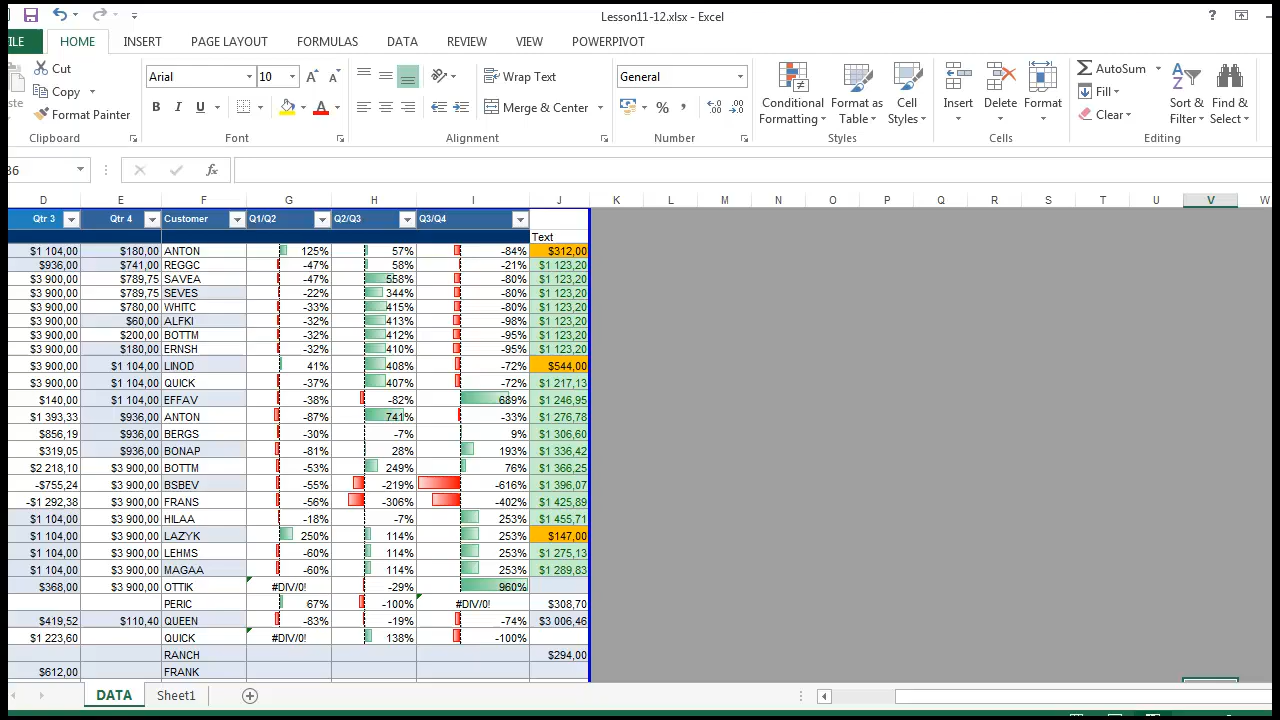 Lesson11-12.xlsx - Excel
?
ILE HOME INSERT PAGE LAYOUT FORMULAS DATA REVIEW VIEW POWERPIVOT
Cut
Copy
Format Painter
Clipboard
Arial 10
B I U
Font
Wrap Text
Merge & Center
Alignment
General
%
Number
Conditional Formatting
Format as Table
Cell Styles
Styles
Insert Delete Format
Cells
AutoSum
Fill
Clear
Sort & Filter
Find & Select
Editing
36 fx
D E F G H I J K L M N O P Q R S T U V W
Qtr 3 Qtr 4 Customer Q1/Q2 Q2/Q3 Q3/Q4
Text
$1 104,00 $180,00 ANTON 125% 57% -84% $312,00
$936,00 $741,00 REGGC -47% 58% -21% $1 123,20
$3 900,00 $789,75 SAVEA -47% 558% -80% $1 123,20
$3 900,00 $789,75 SEVES -22% 344% -80% $1 123,20
$3 900,00 $780,00 WHITC -33% 415% -80% $1 123,20
$3 900,00 $60,00 ALFKI -32% 413% -98% $1 123,20
$3 900,00 $200,00 BOTTM -32% 412% -95% $1 123,20
$3 900,00 $180,00 ERNSH -32% 410% -95% $1 123,20
$3 900,00 $1 104,00 LINOD 41% 408% -72% $544,00
$3 900,00 $1 104,00 QUICK -37% 407% -72% $1 217,13
$140,00 $1 104,00 EFFAV -38% -82% 689% $1 246,95
$1 393,33 $936,00 ANTON -87% 741% -33% $1 276,78
$856,19 $936,00 BERGS -30% -7% 9% $1 306,60
$319,05 $936,00 BONAP -81% 28% 193% $1 336,42
$2 218,10 $3 900,00 BOTTM -53% 249% 76% $1 366,25
-$755,24 $3 900,00 BSBEV -55% -219% -616% $1 396,07
-$1 292,38 $3 900,00 FRANS -56% -306% -402% $1 425,89
$1 104,00 $3 900,00 HILAA -18% -7% 253% $1 455,71
$1 104,00 $3 900,00 LAZYK 250% 114% 253% $147,00
$1 104,00 $3 900,00 LEHMS -60% 114% 253% $1 275,13
$1 104,00 $3 900,00 MAGAA -60% 114% 253% $1 289,83
$368,00 $3 900,00 OTTIK #DIV/0! -29% 960%
PERIC 67% -100% #DIV/0! $308,70
$419,52 $110,40 QUEEN -83% -19% -74% $3 006,46
$1 223,60 QUICK #DIV/0! 138% -100%
RANCH $294,00
$612,00 FRANK
DATA Sheet1